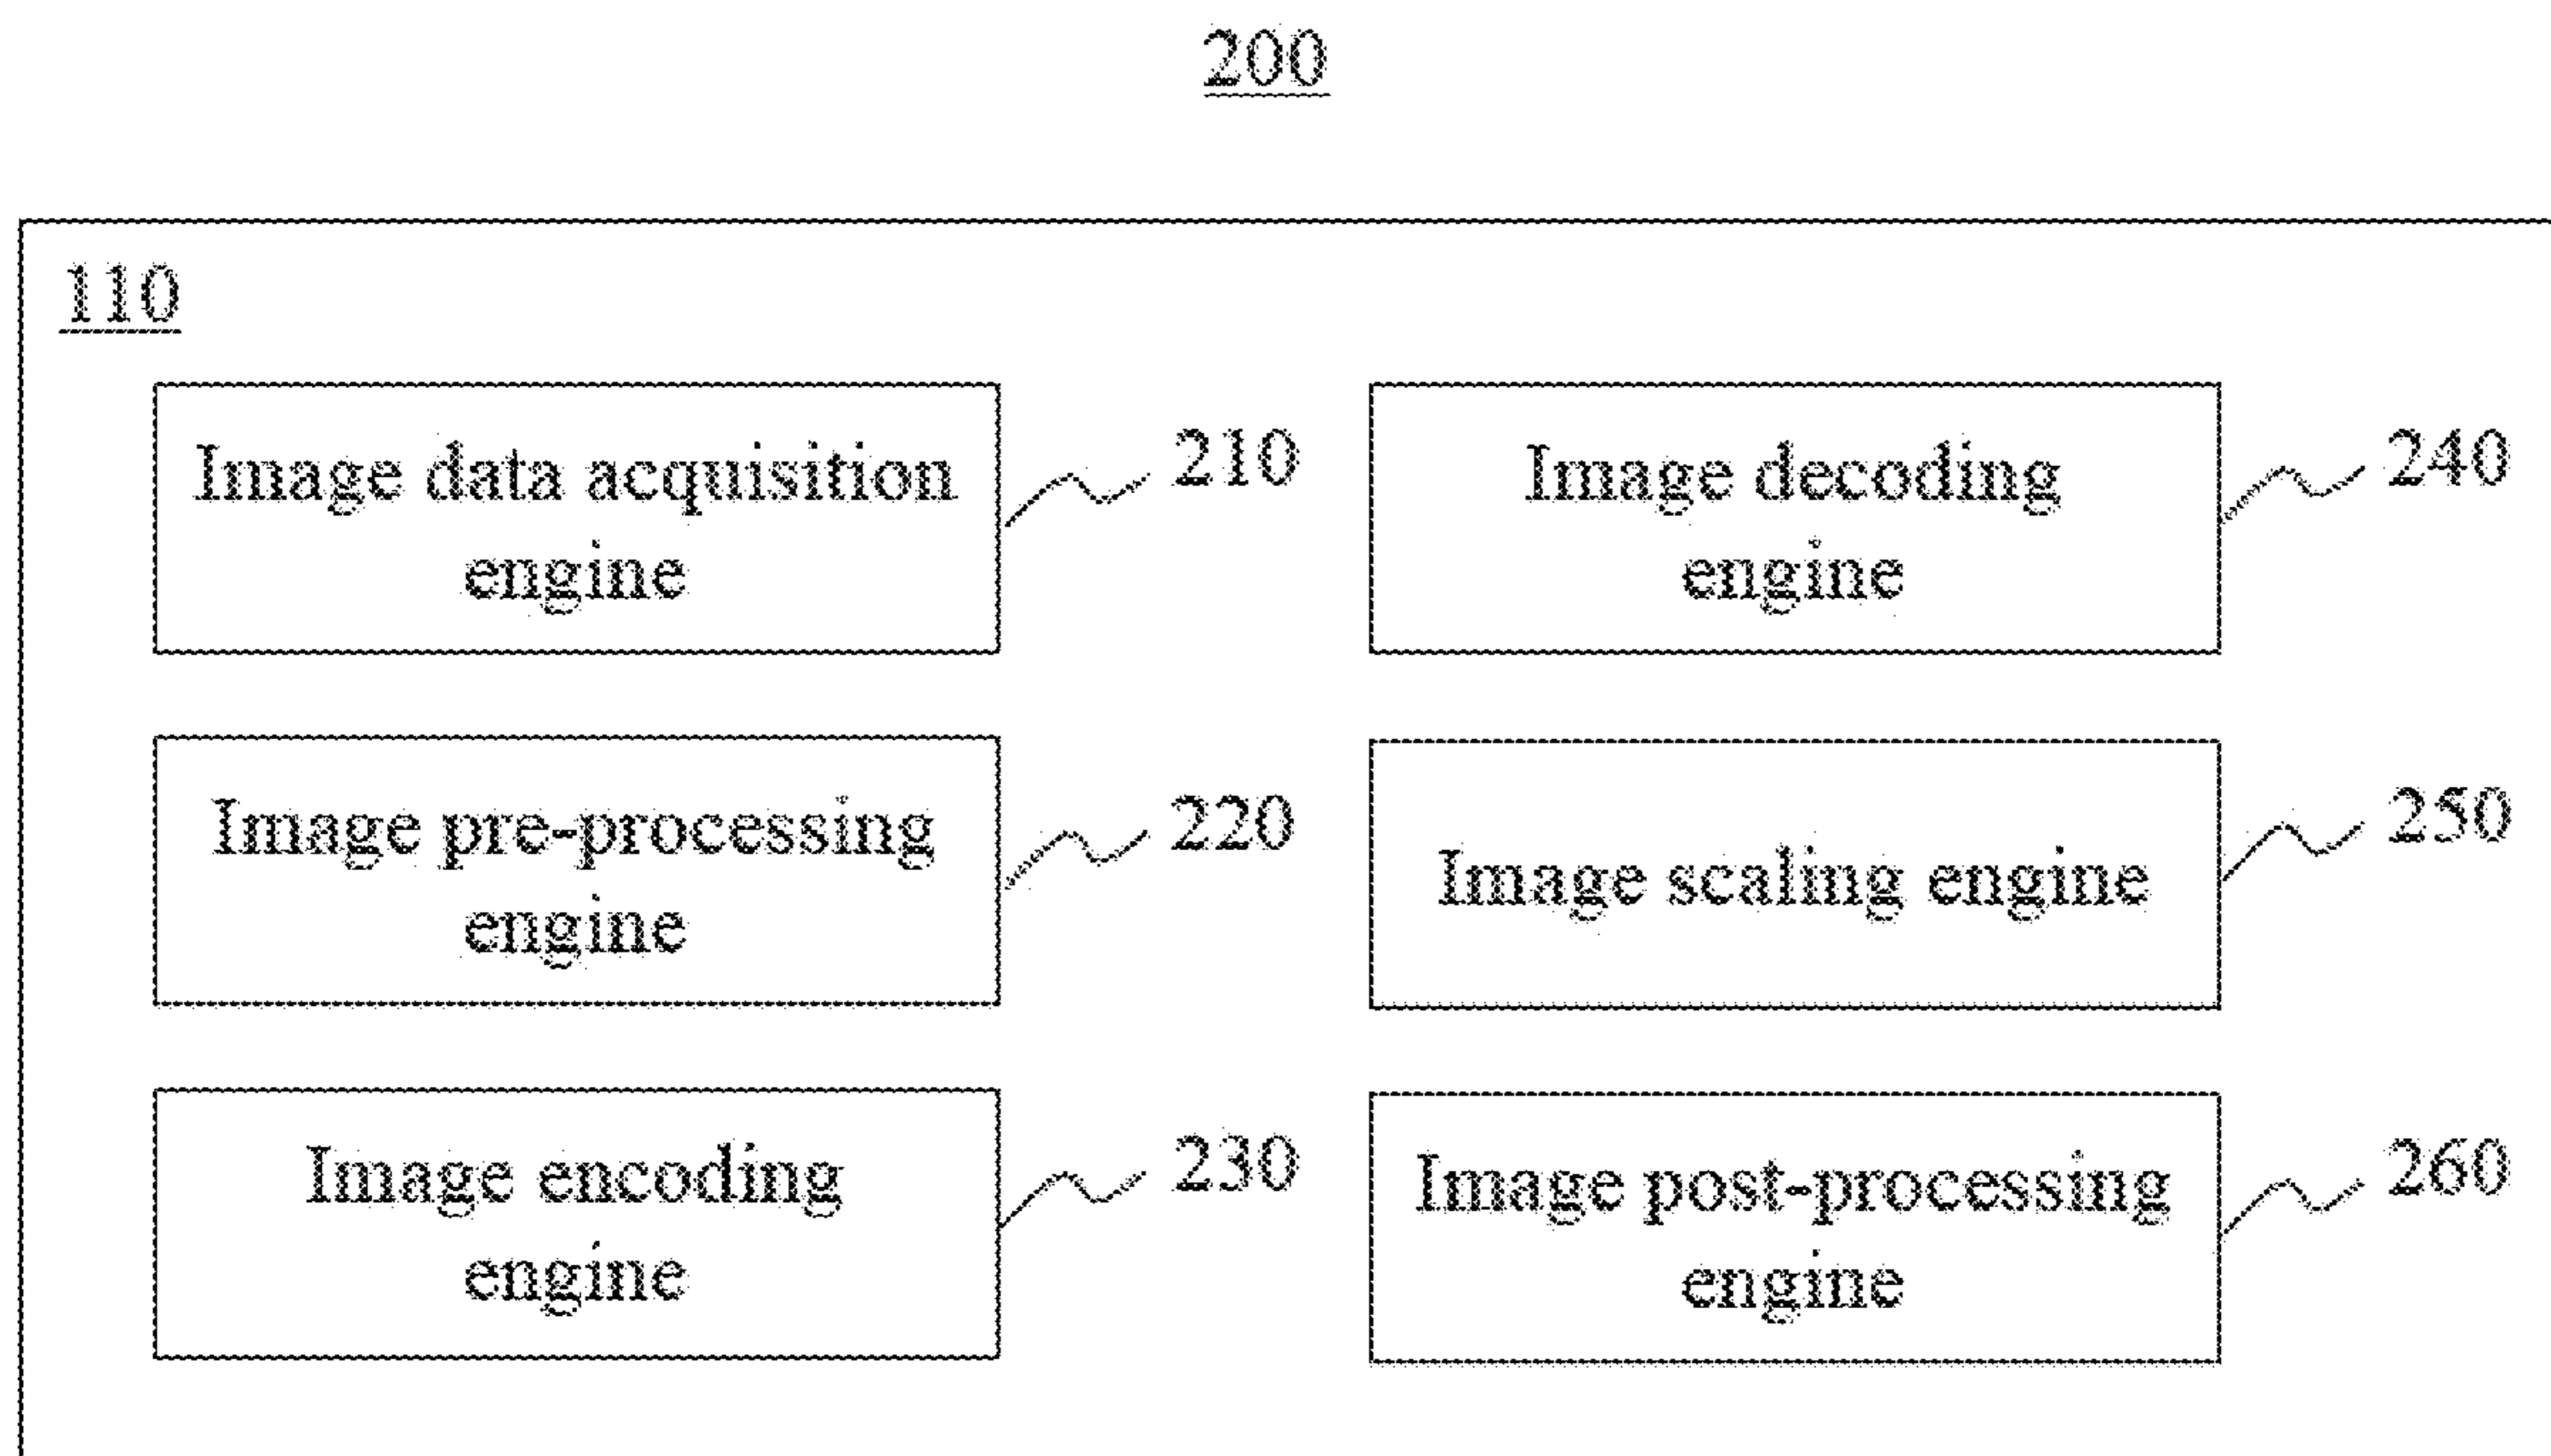 200
110
Image data acquisition
engine
210
Image decoding
engine
240
Image pre-processing
engine
220
Image scaling engine
250
Image encoding
engine
230
Image post-processing
engine
260